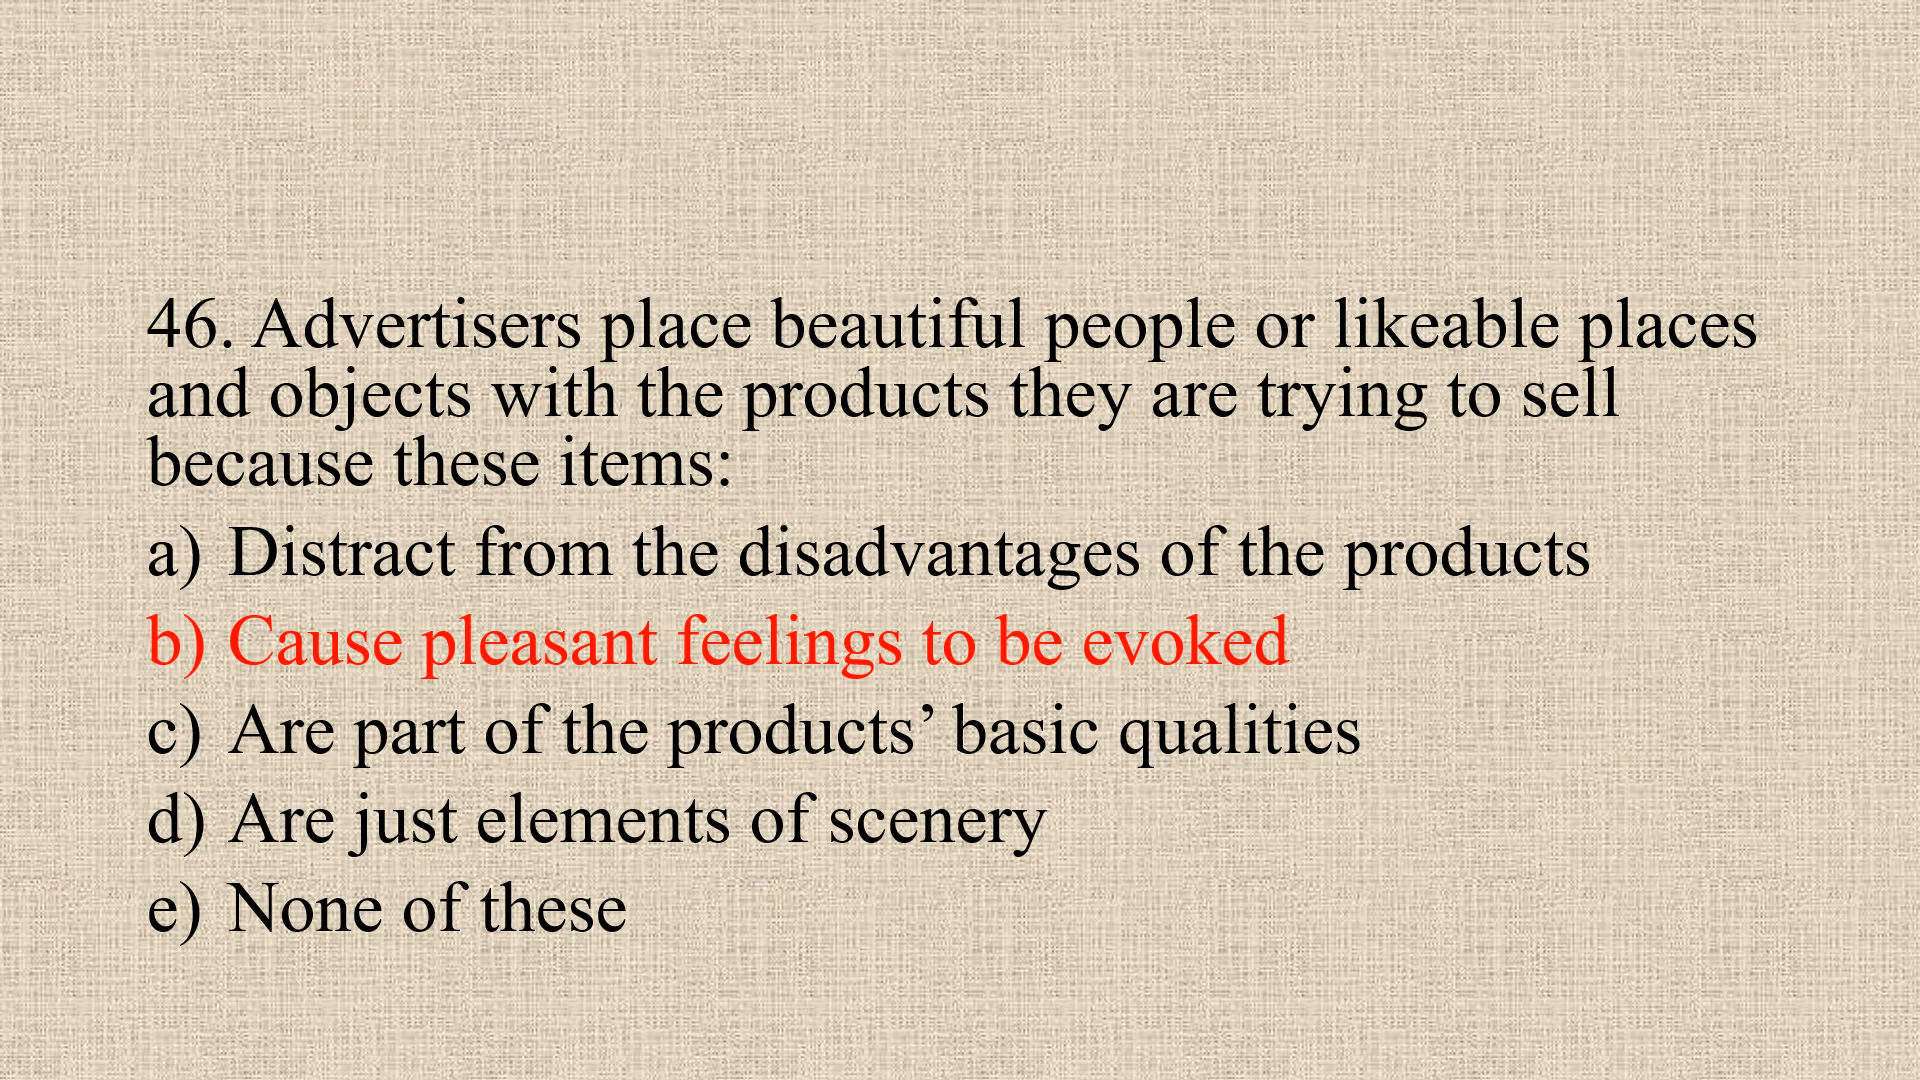 46. Advertisers place beautiful people or likeable places
and objects with the products they are trying to sell
because these items:
a) Distract from the disadvantages of the products
b) Cause pleasant feelings to be evoked
c) Are part of the products’ basic qualities
d) Are just elements of scenery
e) None of these